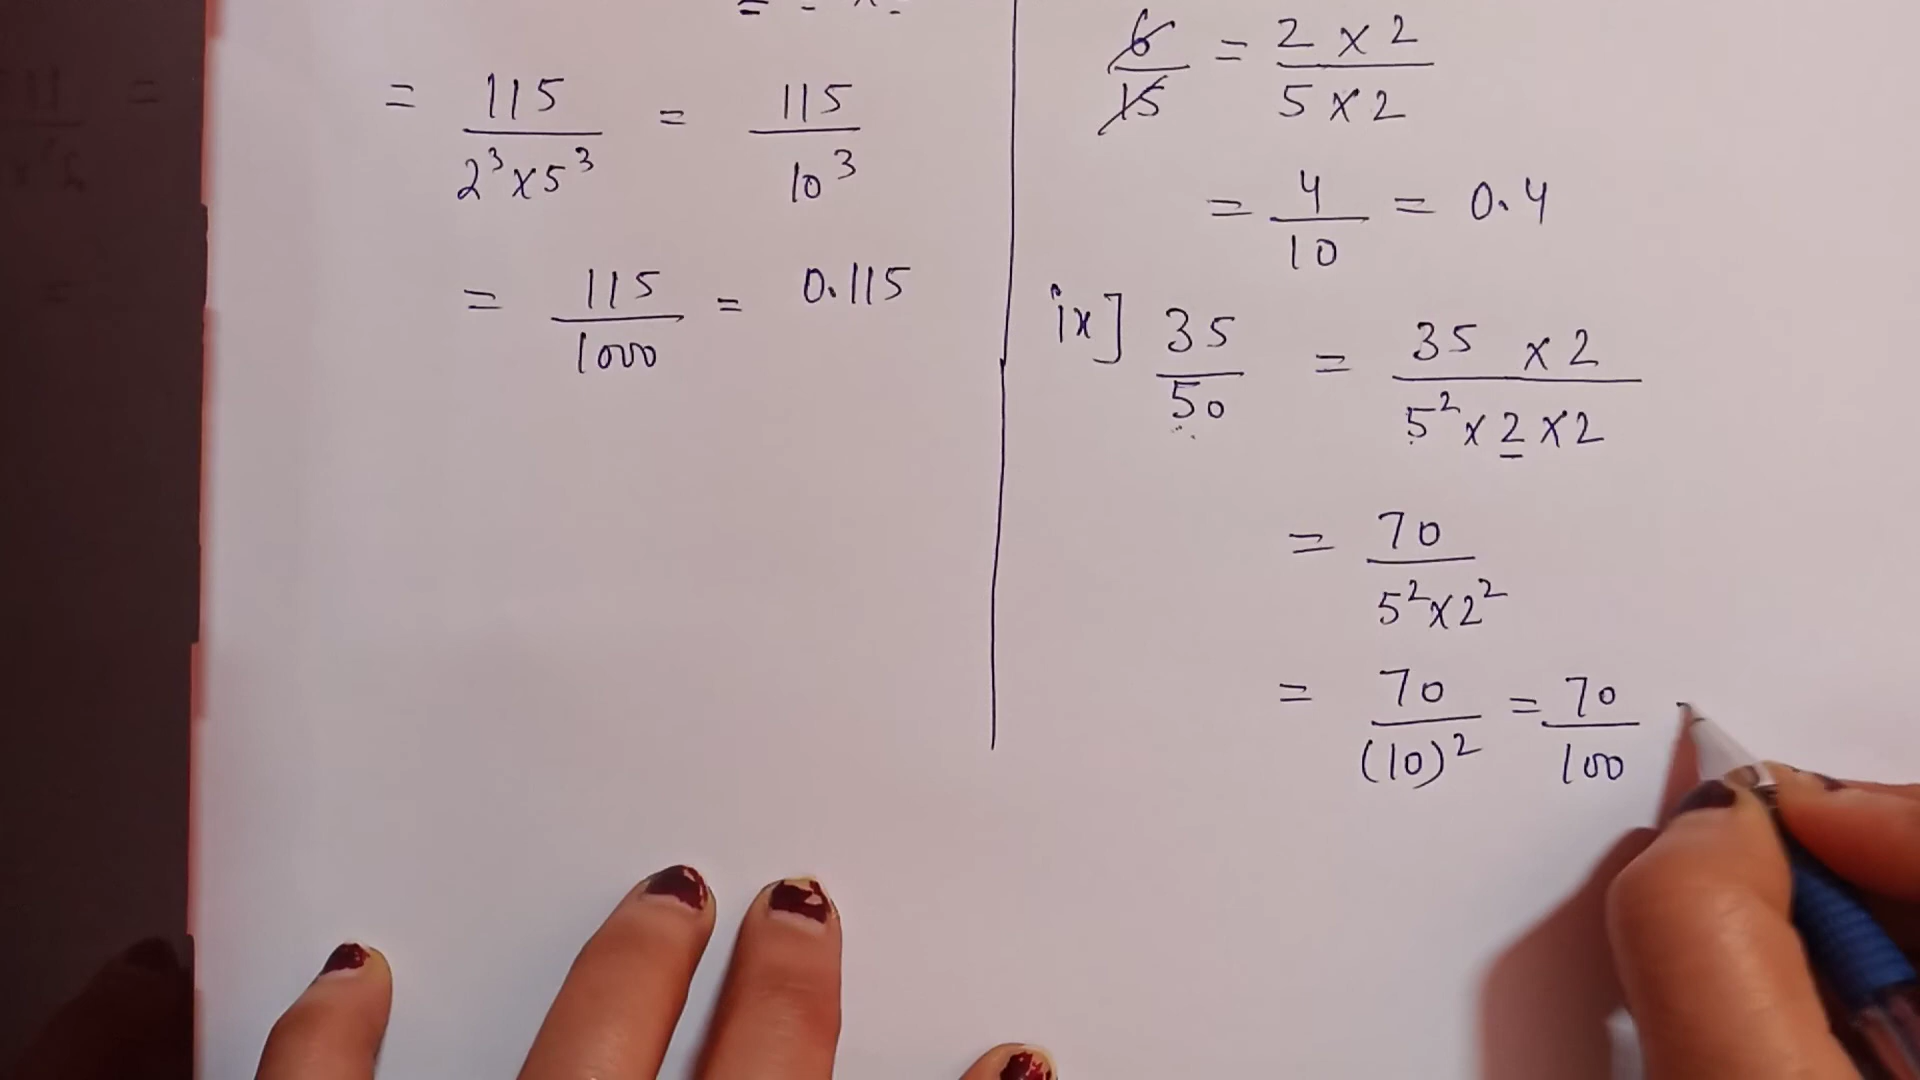 = 115 / 2³×5³ = 115 / 10³
= 115 / 1000 = 0.115
6 / 15 = 2 × 2 / 5 × 2
= 4 / 10 = 0.4
ix] 35 / 50 = 35 × 2 / 5² × 2 × 2
= 70 / 5²×2²
= 70 / (10)² = 70 / 100